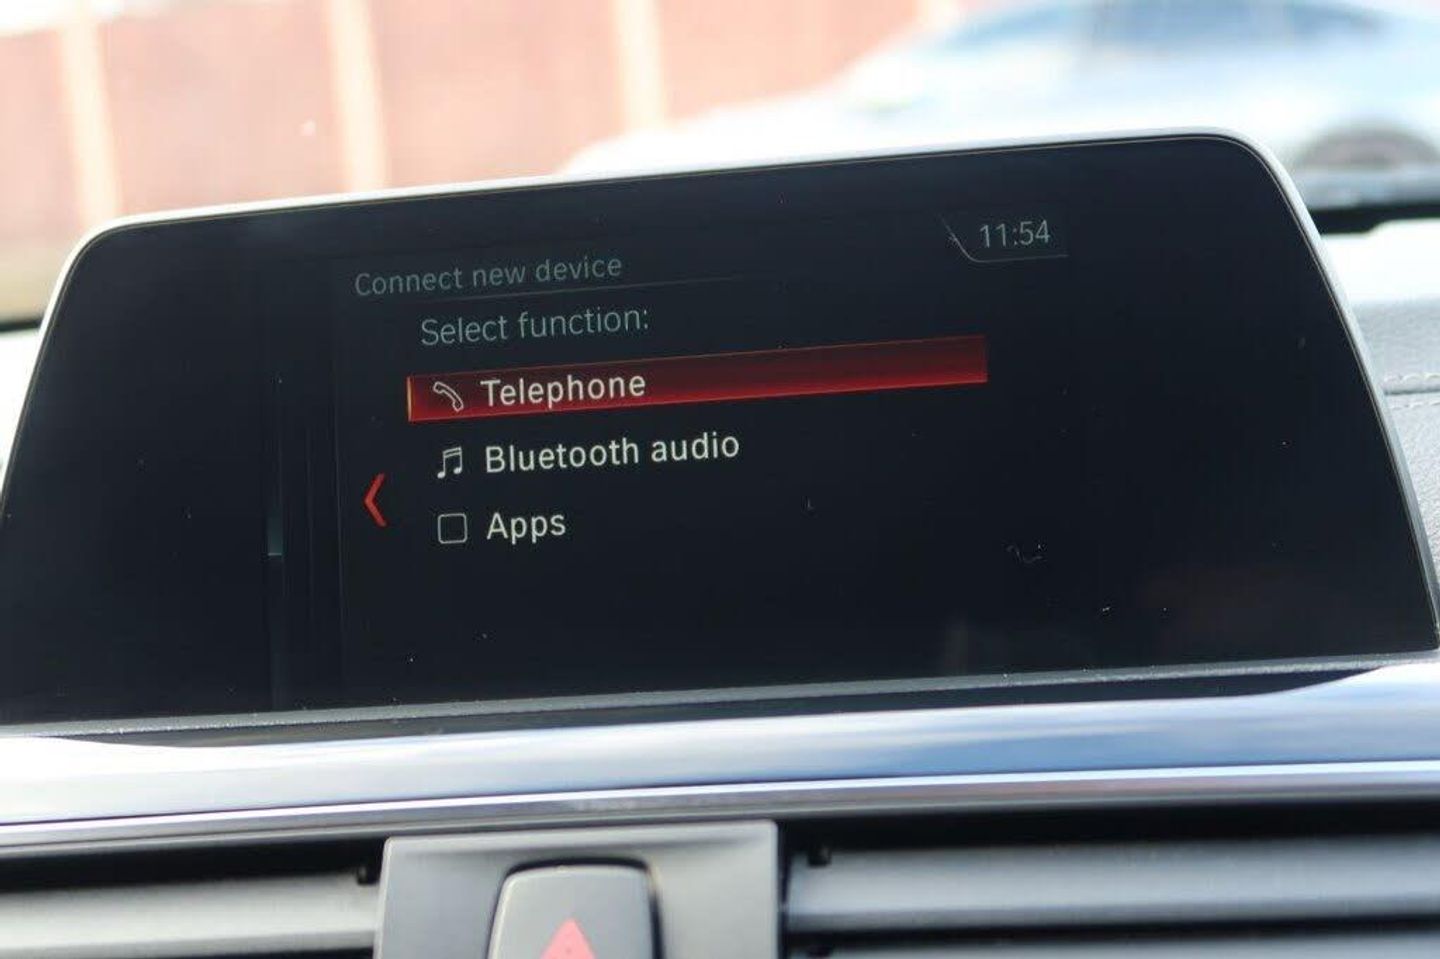 11:54
Connect new device
Select function:
Telephone
Bluetooth audio
Apps